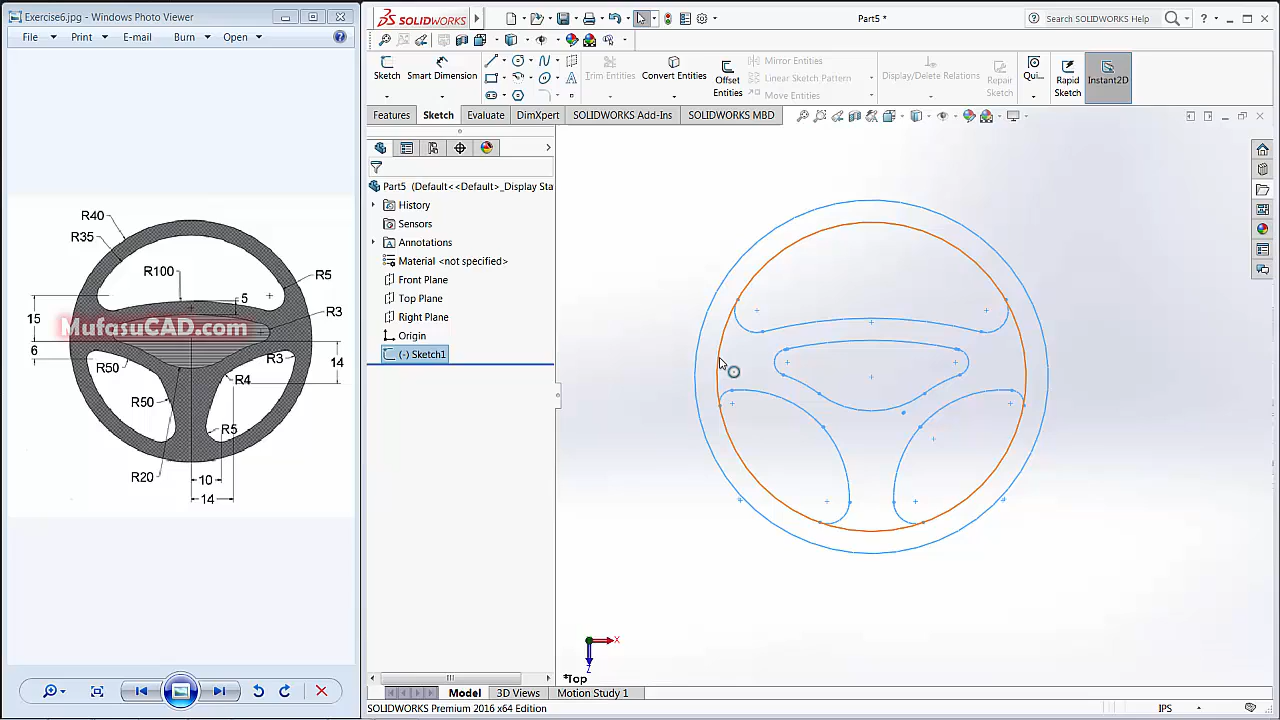 Exercise6.jpg - Windows Photo Viewer
File Print E-mail Burn Open
R40
R35
R100
5
R5
R3
15
6
MufasuCAD.com
R50
R3
14
R4
R50
R5
R20
10
14
SOLIDWORKS
Part5 *
Search SOLIDWORKS Help
Sketch
Smart Dimension
Trim Entities
Convert Entities
Offset Entities
Mirror Entities
Linear Sketch Pattern
Move Entities
Display/Delete Relations
Repair Sketch
Qui...
Rapid Sketch
Instant2D
Features Sketch Evaluate DimXpert SOLIDWORKS Add-Ins SOLIDWORKS MBD
Part5 (Default<<Default>_Display Sta
History
Sensors
Annotations
Material <not specified>
Front Plane
Top Plane
Right Plane
Origin
(-) Sketch1
X
Z
*Top
Model 3D Views Motion Study 1
SOLIDWORKS Premium 2016 x64 Edition
IPS